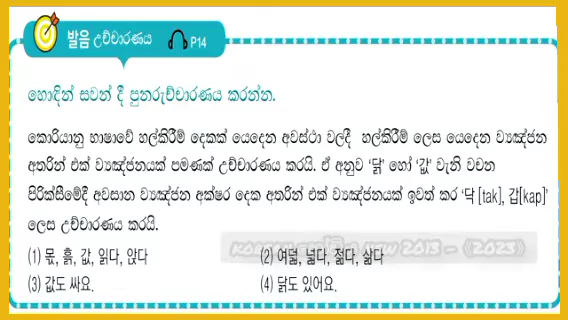 발음 උච්චාරණය P14
හොඳින් සවන් දී පුනරුච්චාරණය කරන්න.
කොරියානු භාෂාවේ හල්කිරීම් දෙකක් යෙදෙන අවස්ථා වලදී හල්කිරීම් ලෙස යෙදෙන ව්‍යඤ්ජන
අතරින් එක් ව්‍යඤ්ජනයක් පමණක් උච්චාරණය කරයි. ඒ අනුව ‘닭’ හෝ ‘값’ වැනි වචන
පිරික්සීමේදී අවසාන ව්‍යඤ්ජන අක්ෂර දෙක අතරින් එක් ව්‍යඤ්ජනයක් ඉවත් කර ‘닥 [tak], 갑[kap]’
ලෙස උච්චාරණය කරයි.
(1) 몫, 흙, 값, 읽다, 앉다 (2) 여덟, 넓다, 젊다, 삶다
(3) 값도 싸요. (4) 닭도 있어요.